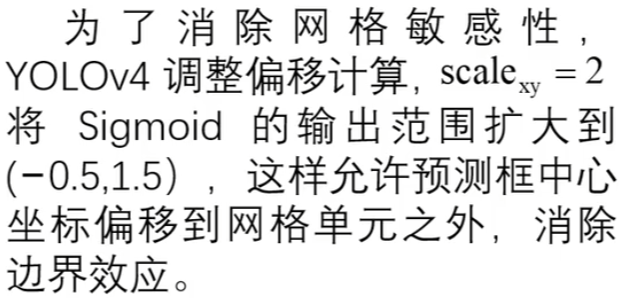 为了消除网格敏感性，
YOLOv4 调整偏移计算，scale_xy = 2
将 Sigmoid 的输出范围扩大到
(−0.5,1.5)，这样允许预测框中心
坐标偏移到网格单元之外，消除
边界效应。